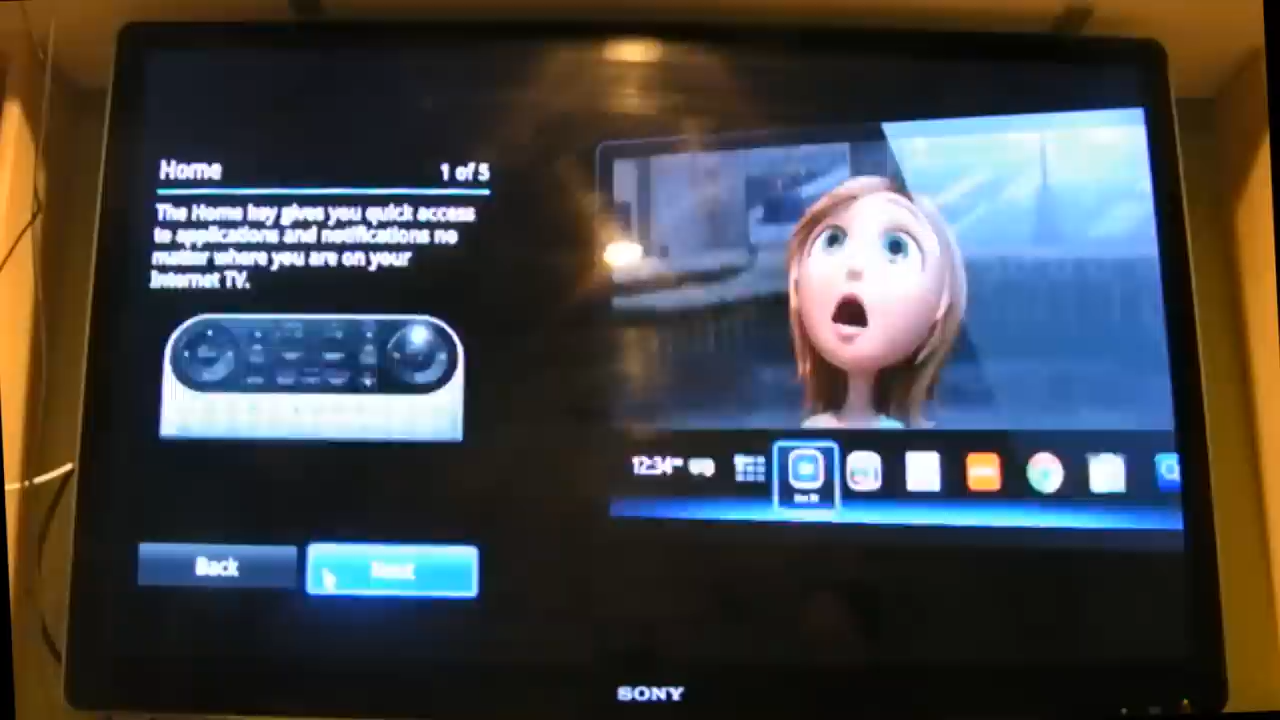 Home
1 of 5
The Home key gives you quick access
to applications and notifications no
matter where you are on your
Internet TV.
12:34
Back
Next
SONY